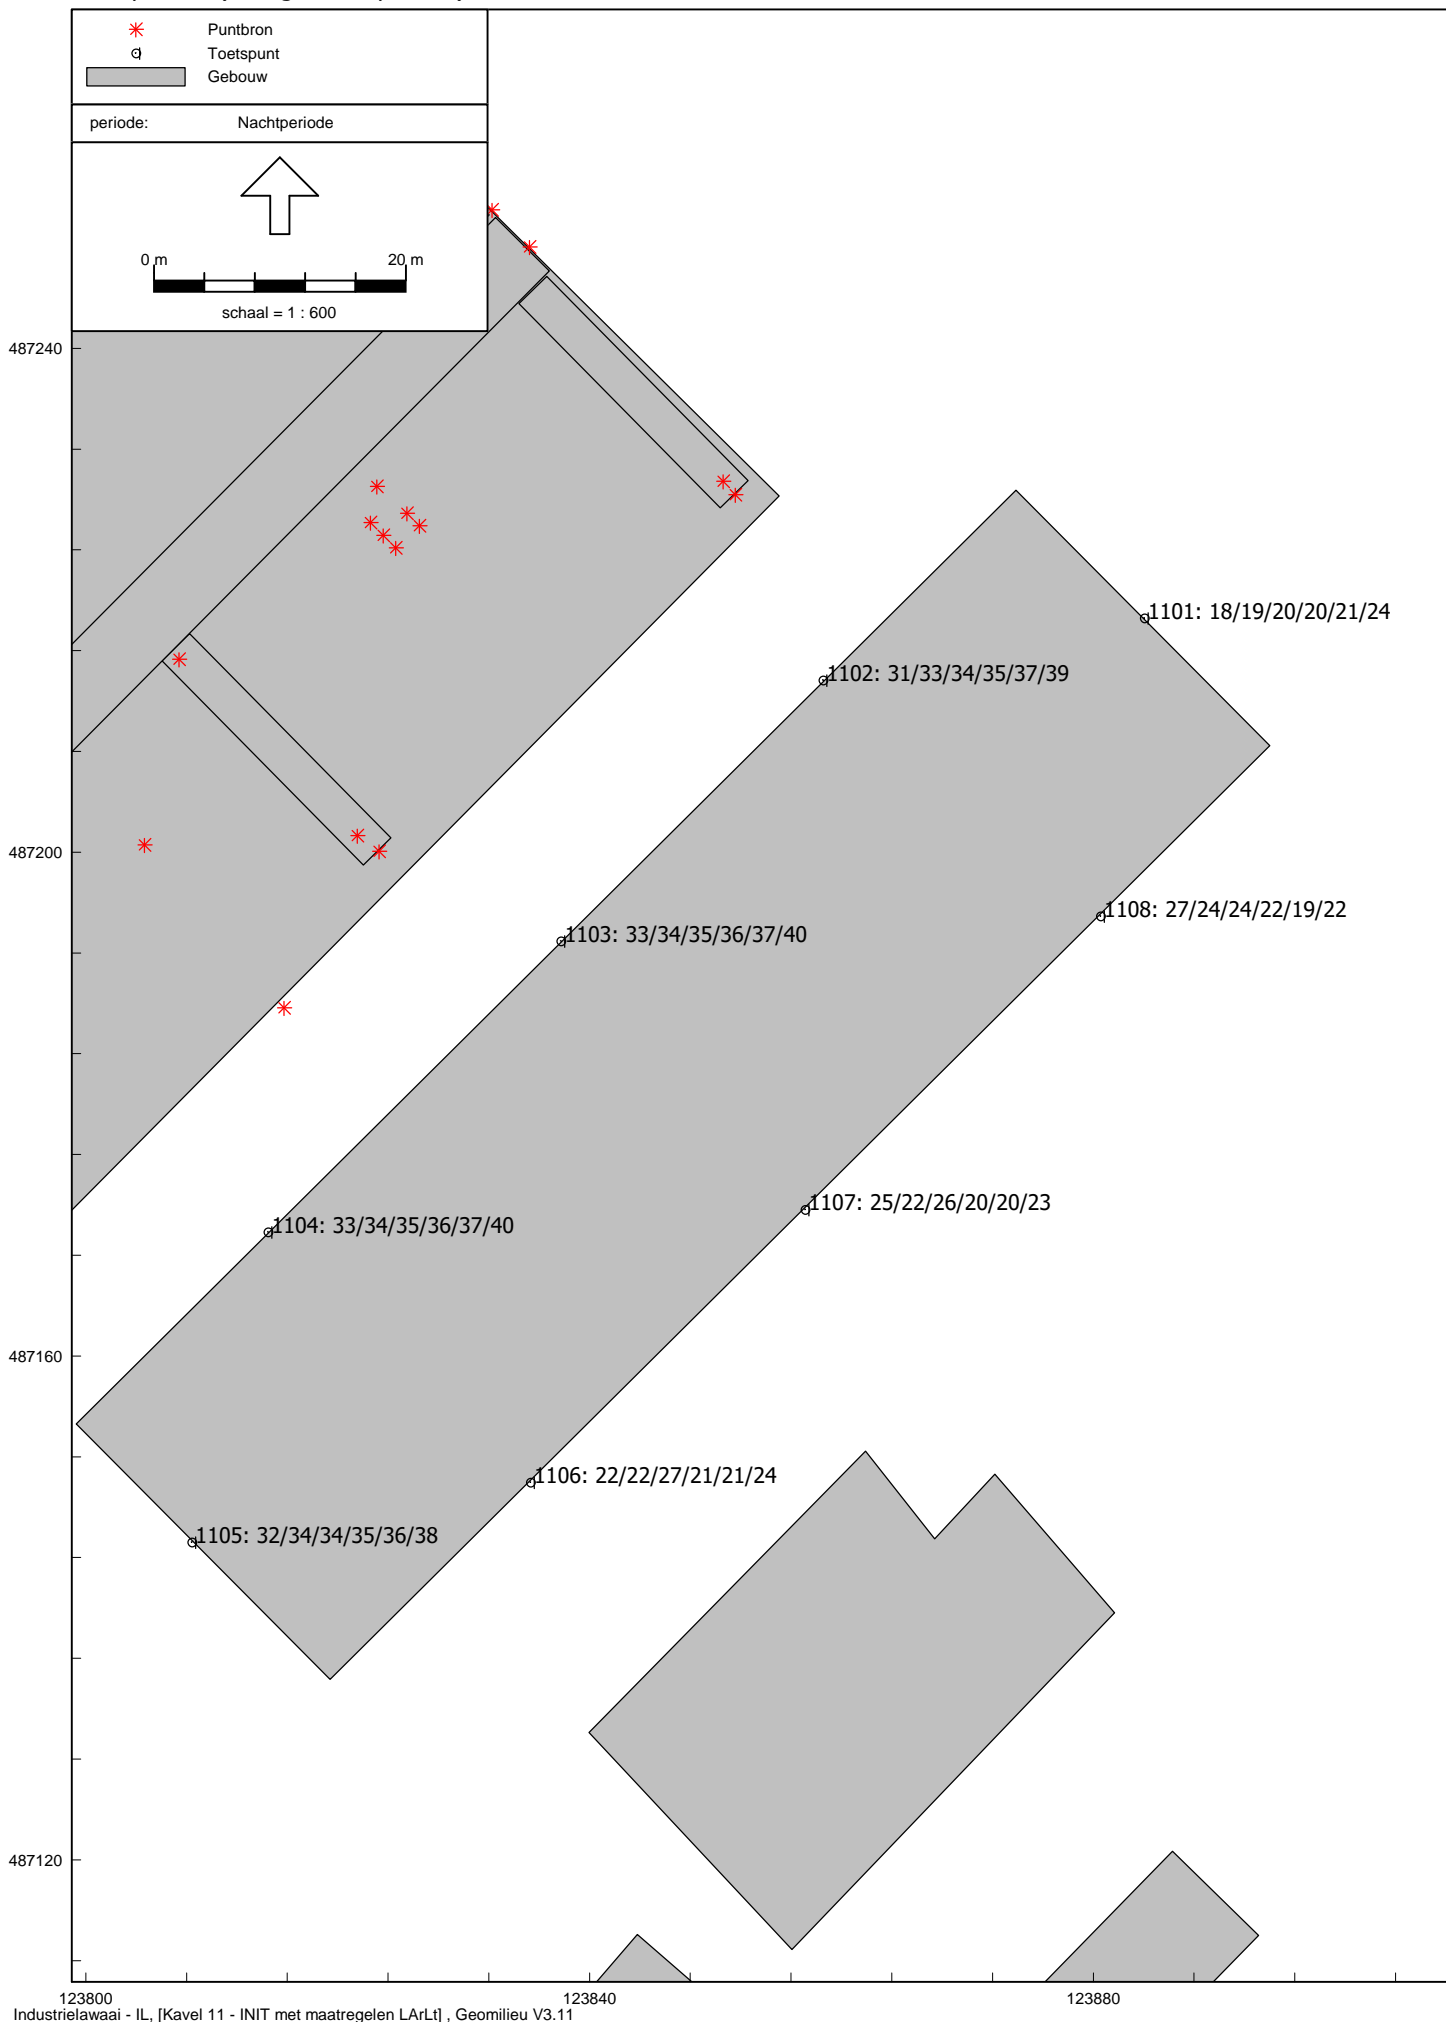 Puntbron
Toetspunt
Gebouw
periode: Nachtperiode
0 m 20 m
schaal = 1 : 600
487240
1101: 18/19/20/20/21/24
1102: 31/33/34/35/37/39
487200
1108: 27/24/24/22/19/22
1103: 33/34/35/36/37/40
1107: 25/22/26/20/20/23
1104: 33/34/35/36/37/40
487160
1106: 22/22/27/21/21/24
1105: 32/34/34/35/36/38
487120
123800 123840 123880
Industrielawaai - IL, [Kavel 11 - INIT met maatregelen LArLt] , Geomilieu V3.11